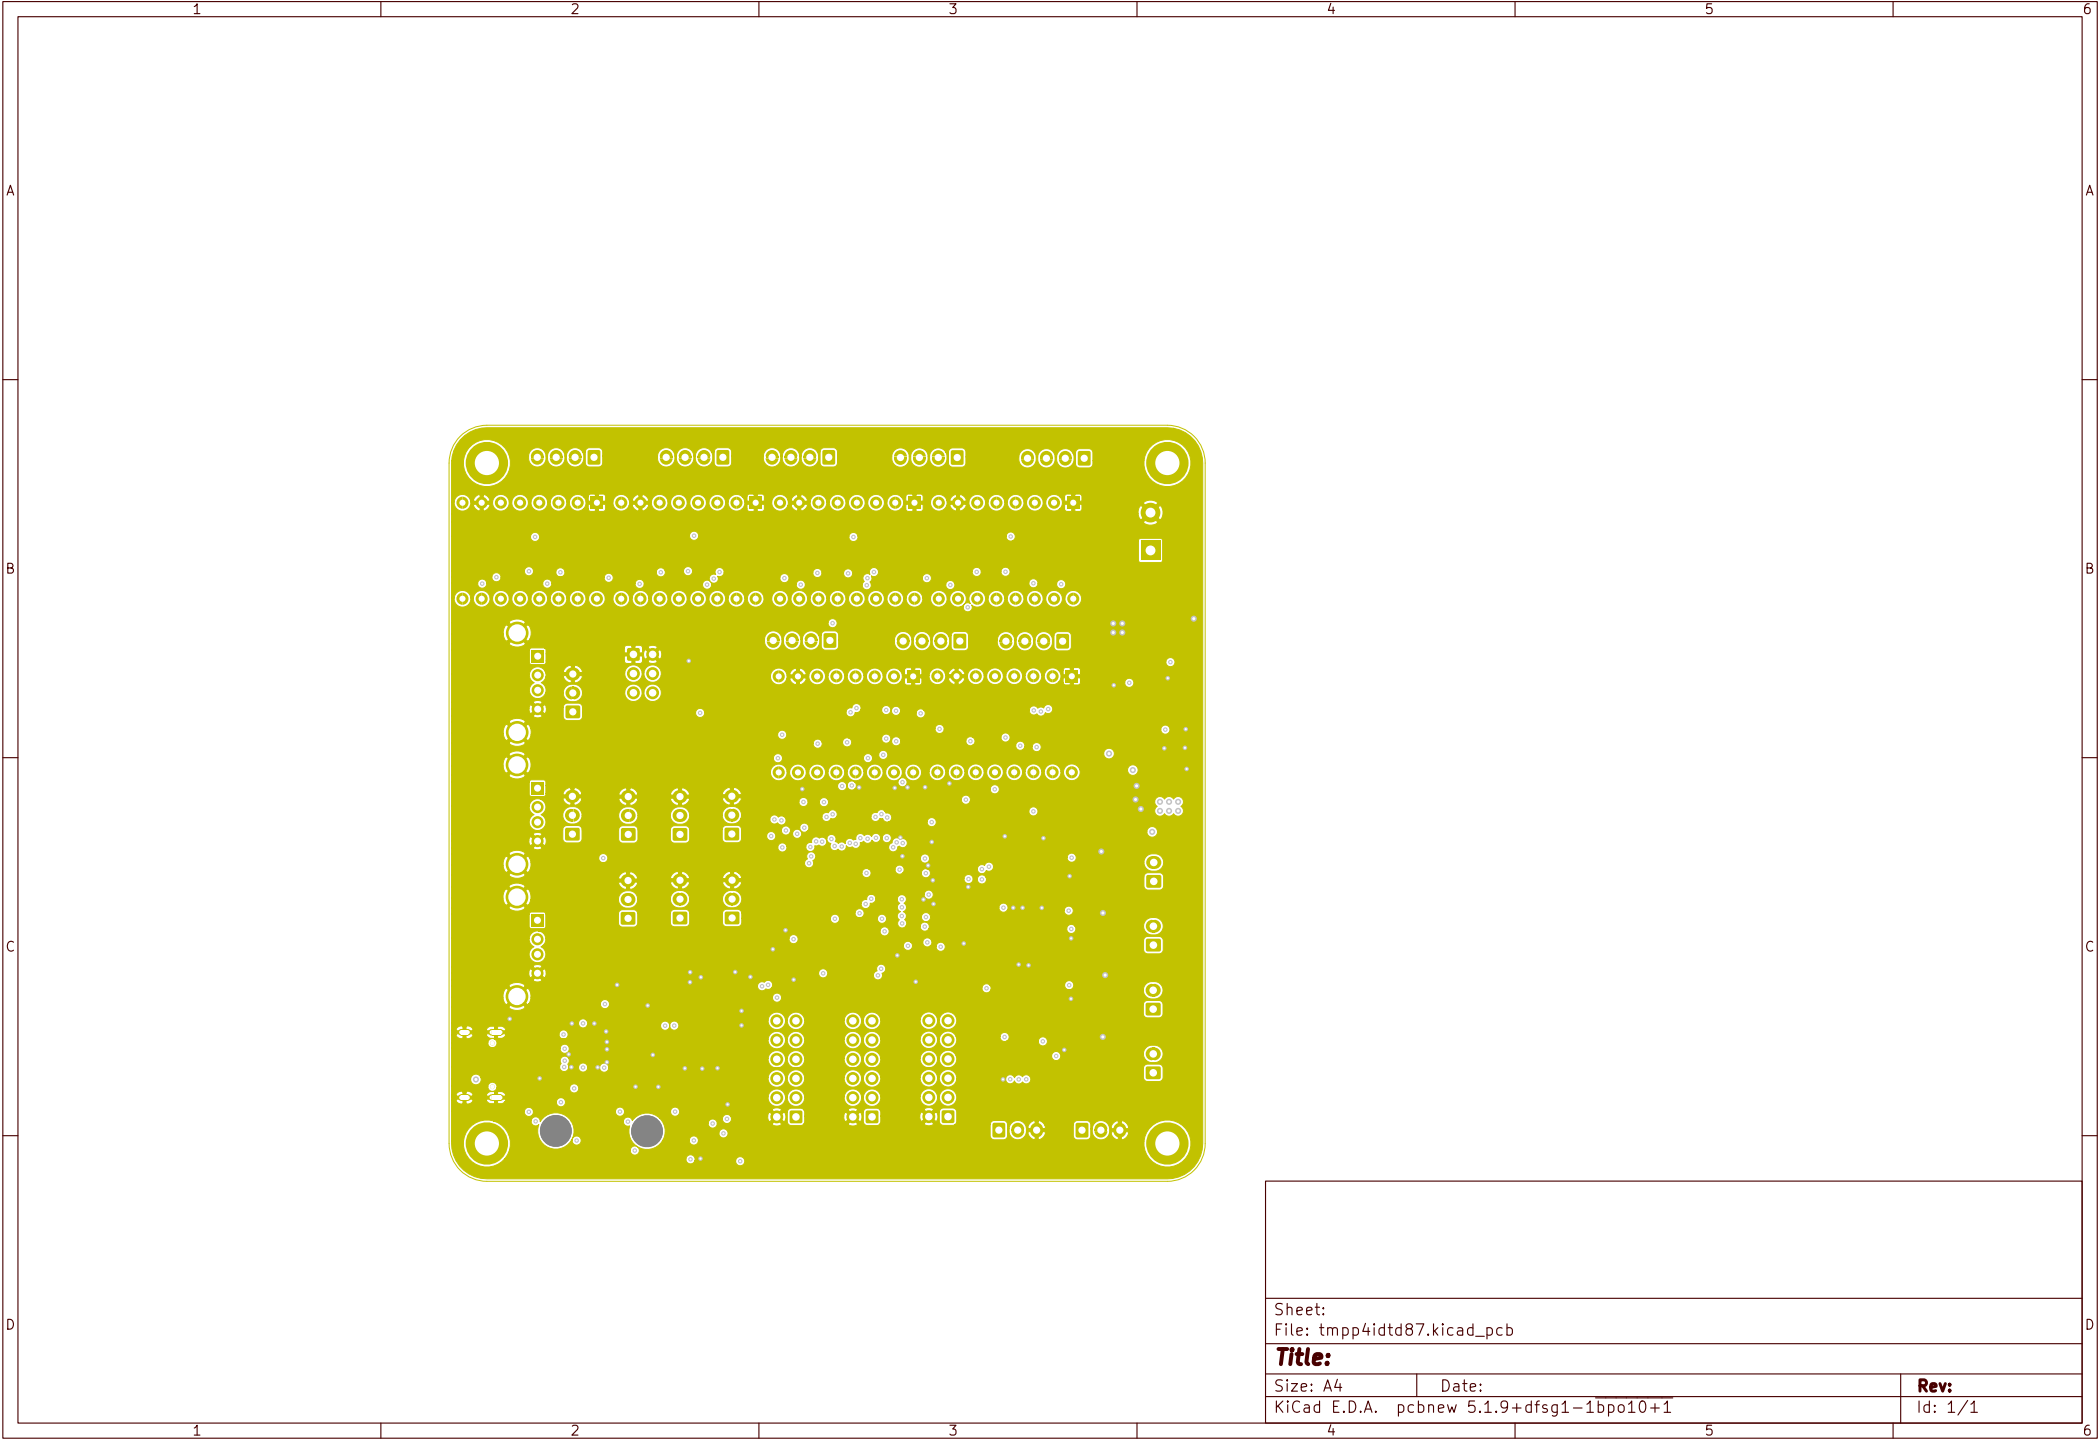 1 2 3 4 5 6
A A
B B
C C
D D
Sheet:
File: tmpp4idtd87.kicad_pcb
Title:
Size: A4 Date: Rev:
KiCad E.D.A. pcbnew 5.1.9+dfsg1-1bpo10+1 Id: 1/1
1 2 3 4 5 6